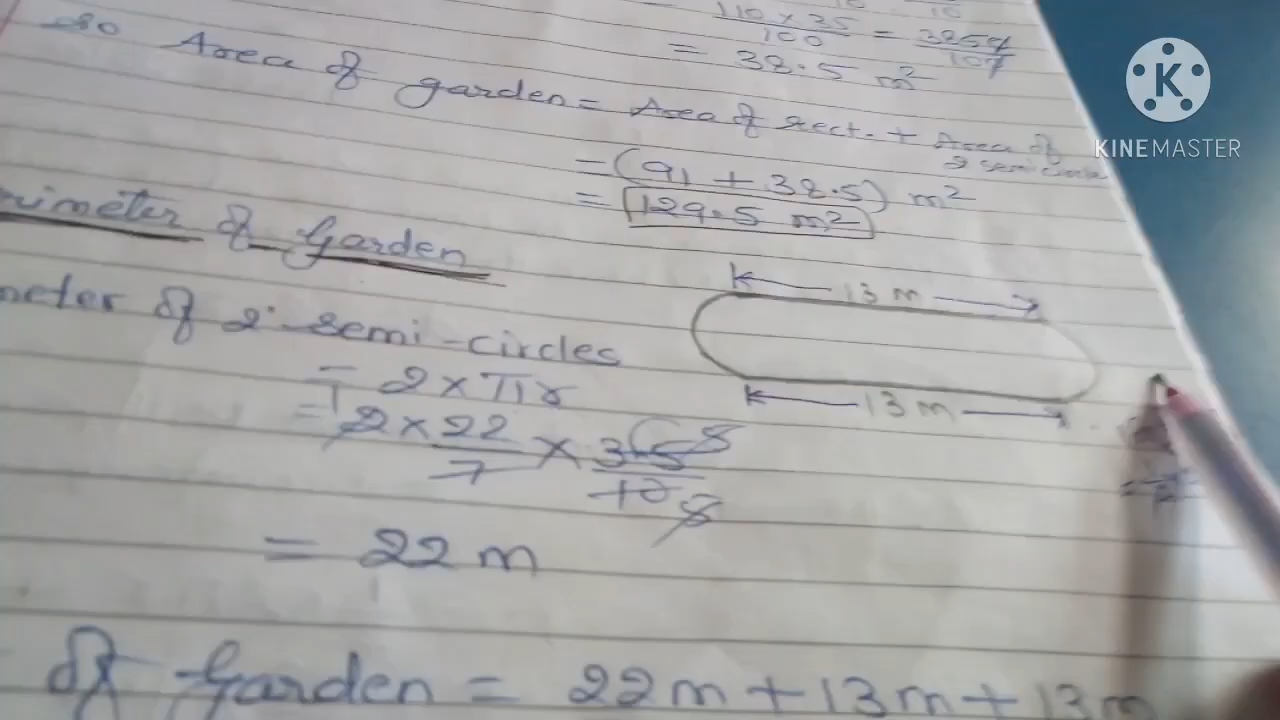 110 × 35 / 100 = 3850 / 100
= 38.5 m²
So Area of garden = Area of rect. + Area of 2 semi circle
= (91 + 38.5) m²
= 129.5 m²
rimeter of Garden
meter of 2 semi-circles
= 2 × πr
= 2 × 22 / 7 × 35 / 10
= 22 m
13 m
13 m
of Garden = 22 m + 13 m + 13 m
K
KINEMASTER